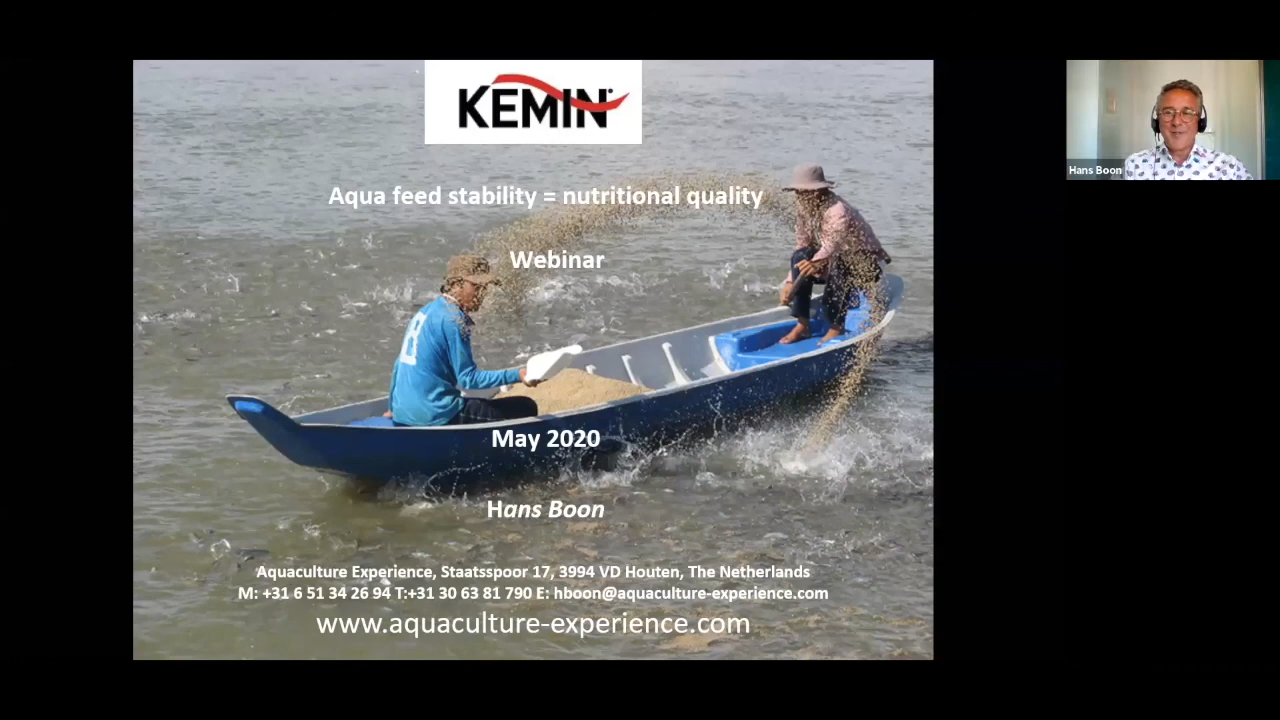 KEMIN
Aqua feed stability = nutritional quality
Webinar
8
May 2020
Hans Boon
Aquaculture Experience, Staatsspoor 17, 3994 VD Houten, The Netherlands
M: +31 6 51 34 26 94 T:+31 30 63 81 790 E: hboon@aquaculture-experience.com
www.aquaculture-experience.com
Hans Boon